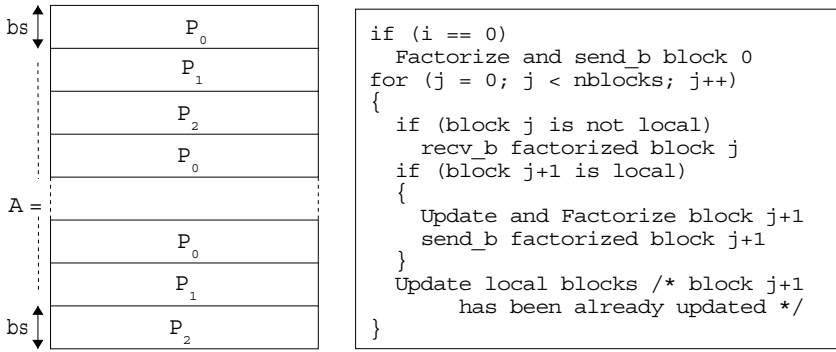 bs
P0
P1
P2
P0
A =
P0
P1
bs
P2
if (i == 0)
Factorize and send_b block 0
for (j = 0; j < nblocks; j++)
{
if (block j is not local)
recv_b factorized block j
if (block j+1 is local)
{
Update and Factorize block j+1
send_b factorized block j+1
}
Update local blocks /* block j+1
has been already updated */
}